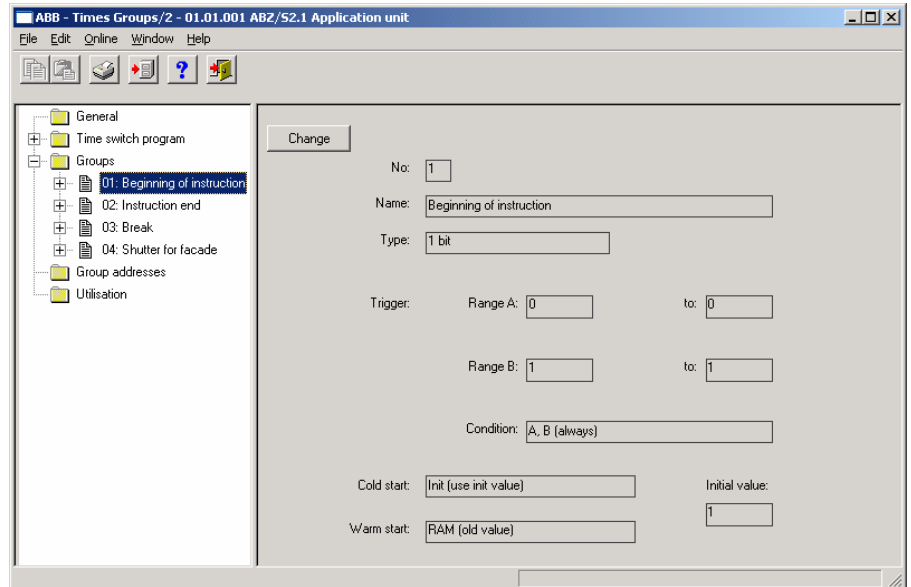 ABB - Times Groups/2 - 01.01.001 ABZ/S2.1 Application unit
File Edit Online Window Help
?
General
Time switch program
Groups
01: Beginning of instruction
02: Instruction end
03: Break
04: Shutter for facade
Group addresses
Utilisation
Change
No: 1
Name: Beginning of instruction
Type: 1 bit
Trigger: Range A: 0 to: 0
Range B: 1 to: 1
Condition: A, B (always)
Cold start: Init (use init value) Initial value:
1
Warm start: RAM (old value)